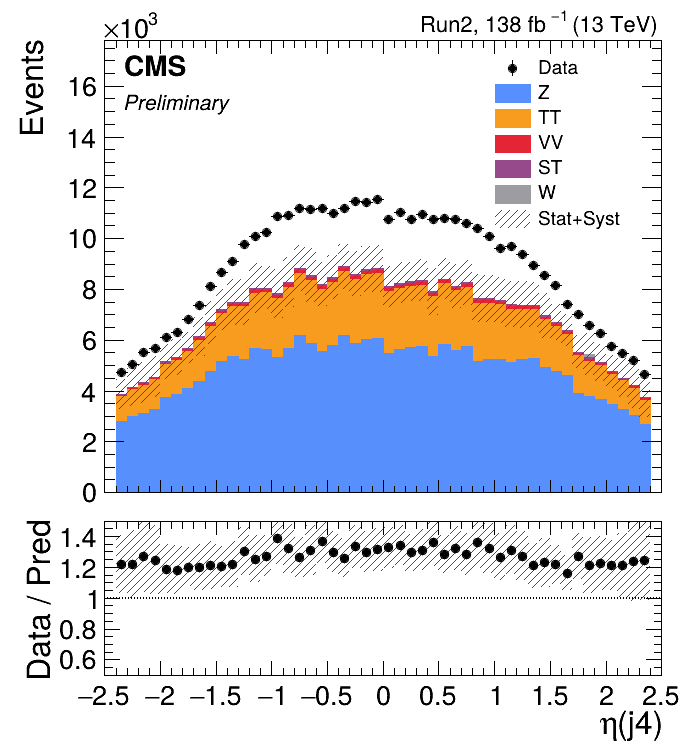 ×10³
Run2, 138 fb⁻¹ (13 TeV)
Events
CMS
Preliminary
Data
Z
TT
VV
ST
W
Stat+Syst
16
14
12
10
8
6
4
2
0
Data / Pred
1.4
1.2
1
0.8
0.6
−2.5 −2 −1.5 −1 −0.5 0 0.5 1 1.5 2 2.5
η(j4)